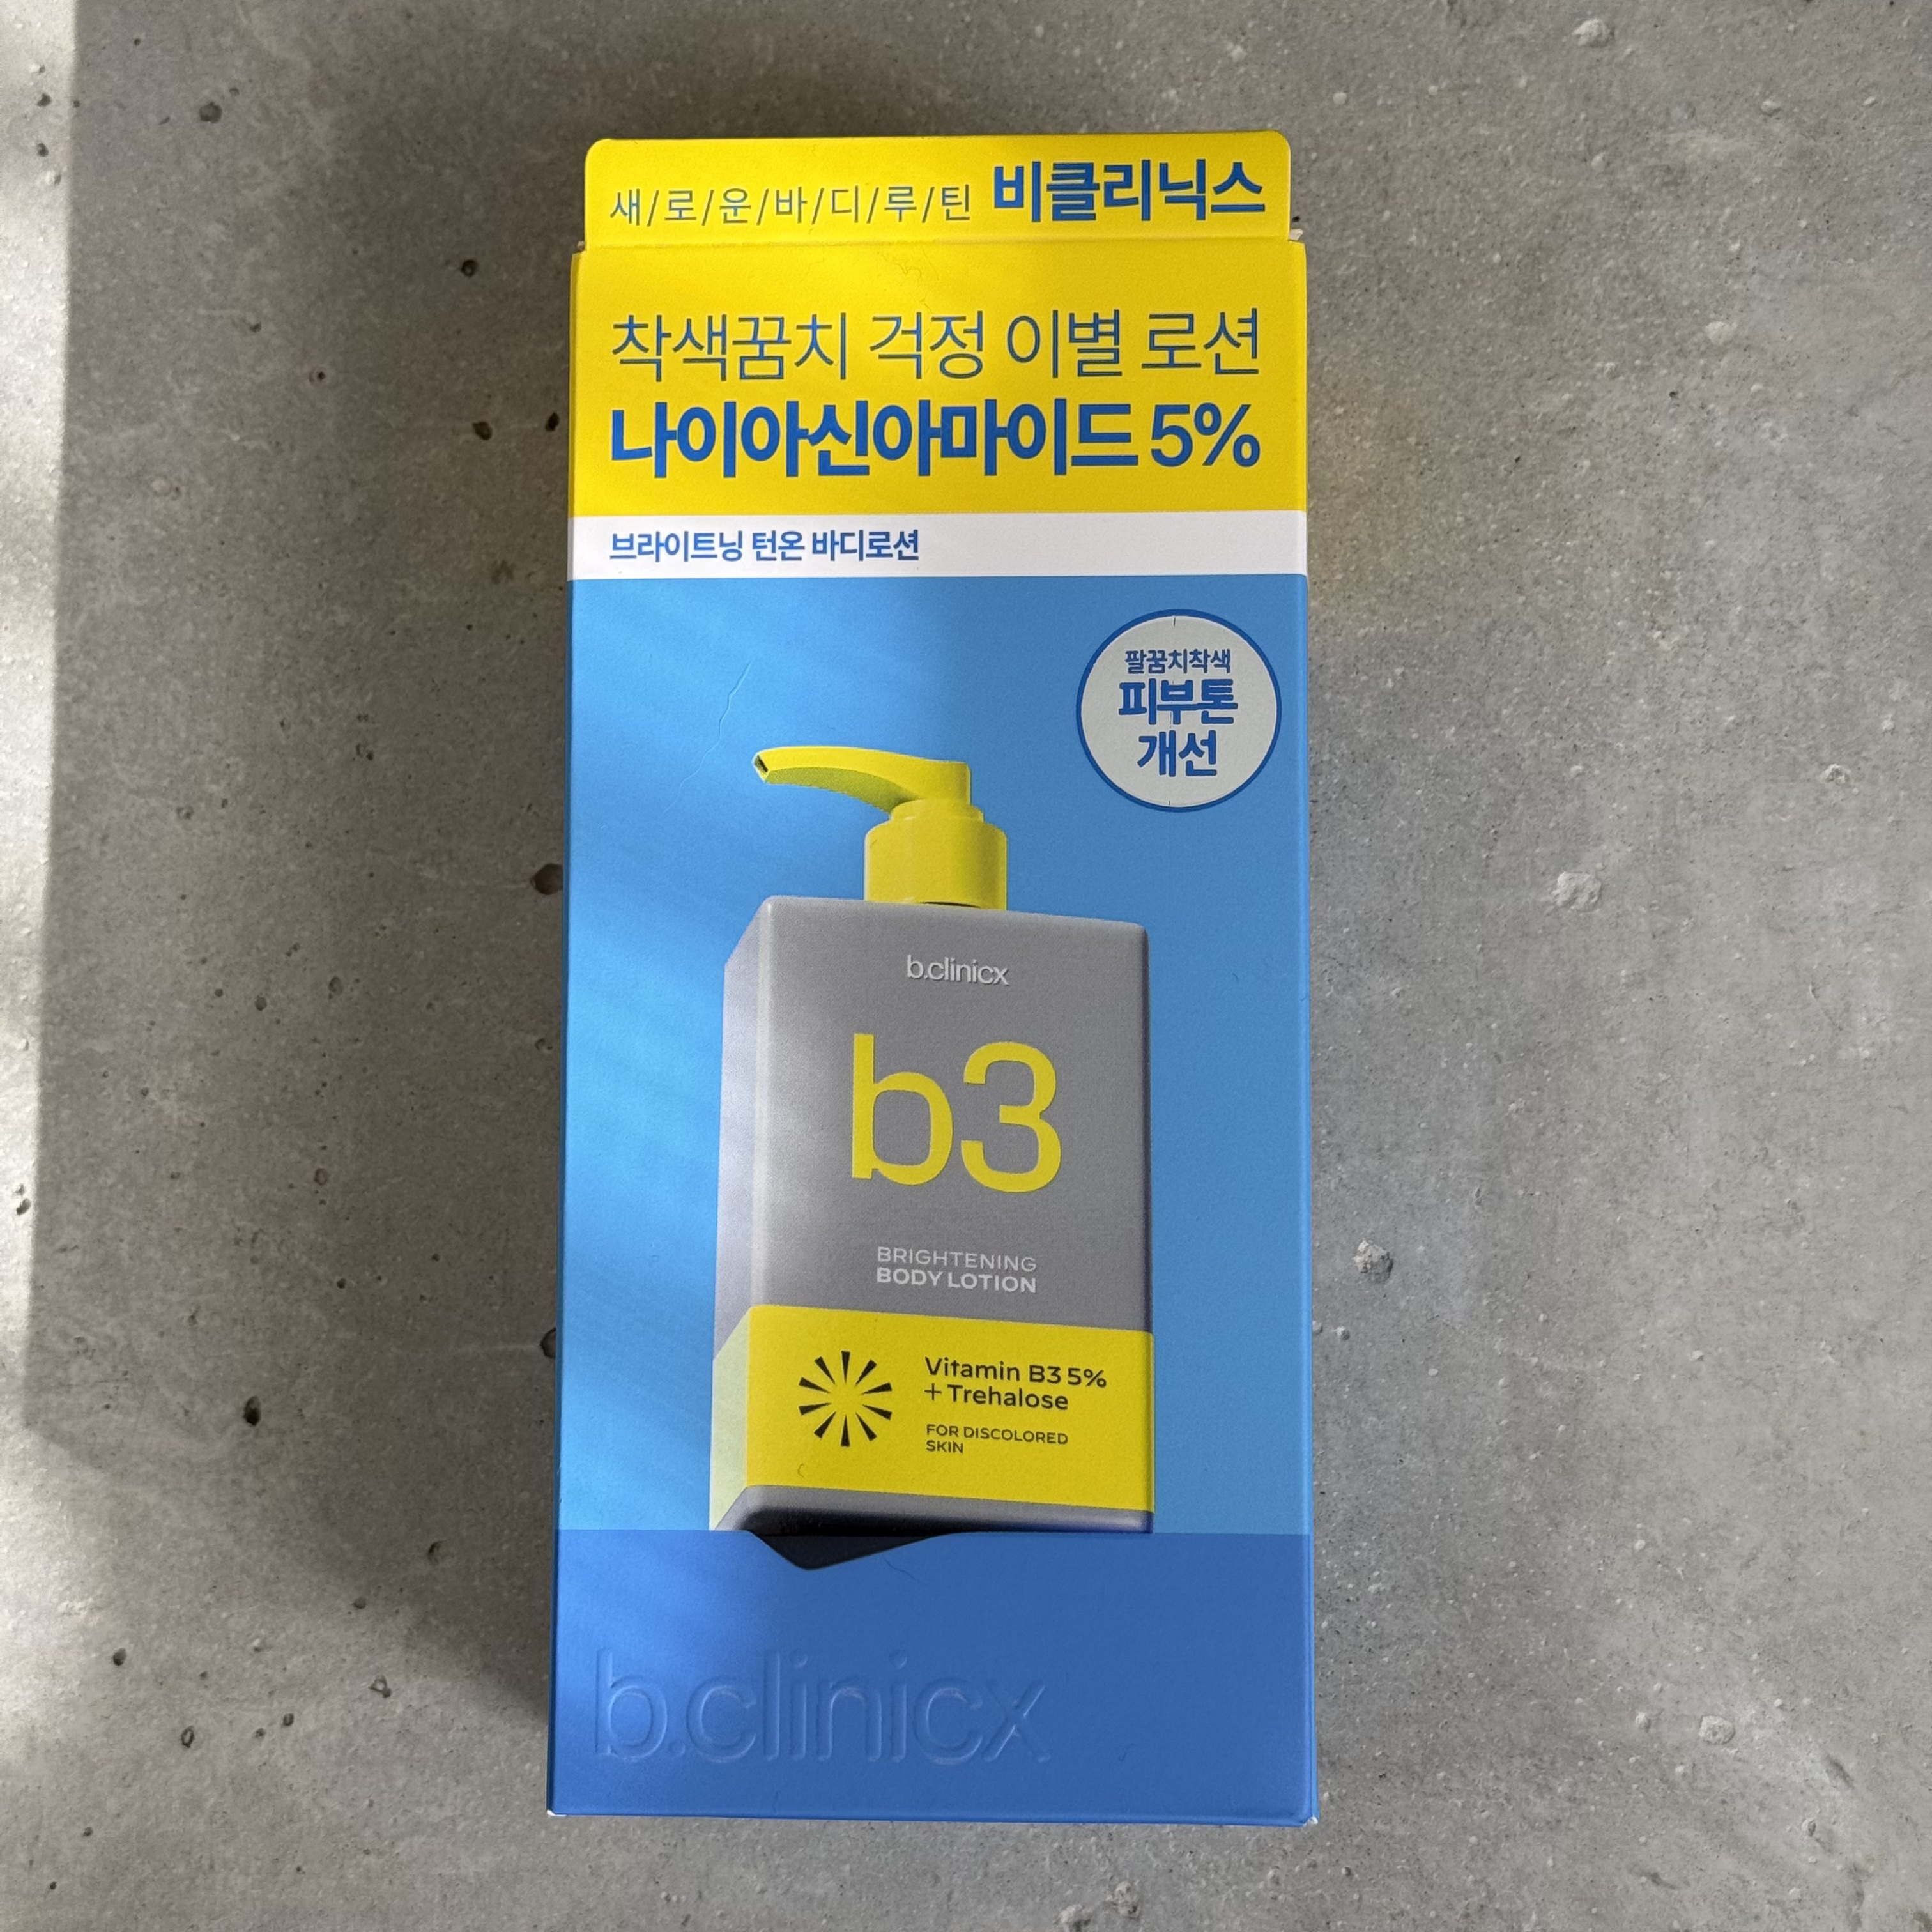 새/로/운/바/디/루/틴 비클리닉스
착색꿈치 걱정 이별 로션
나이아신아마이드 5%
브라이트닝 턴온 바디로션
팔꿈치착색
피부톤
개선
b.clinicx
b3
BRIGHTENING
BODY LOTION
Vitamin B3 5%
+ Trehalose
FOR DISCOLORED
SKIN
b.clinicx